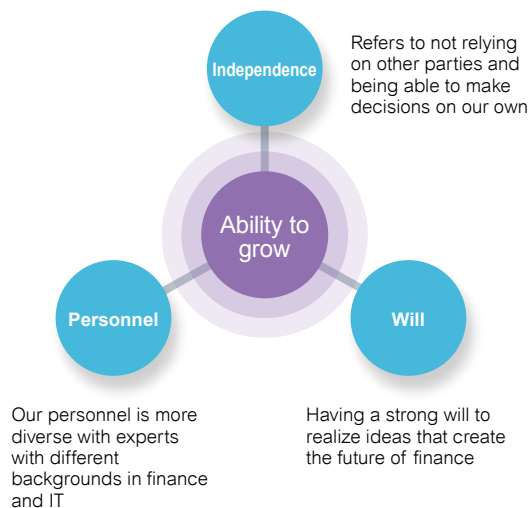 Independence
Refers to not relying
on other parties and
being able to make
decisions on our own
Ability to
grow
Personnel
Will
Our personnel is more
diverse with experts
with different
backgrounds in finance
and IT
Having a strong will to
realize ideas that create
the future of finance